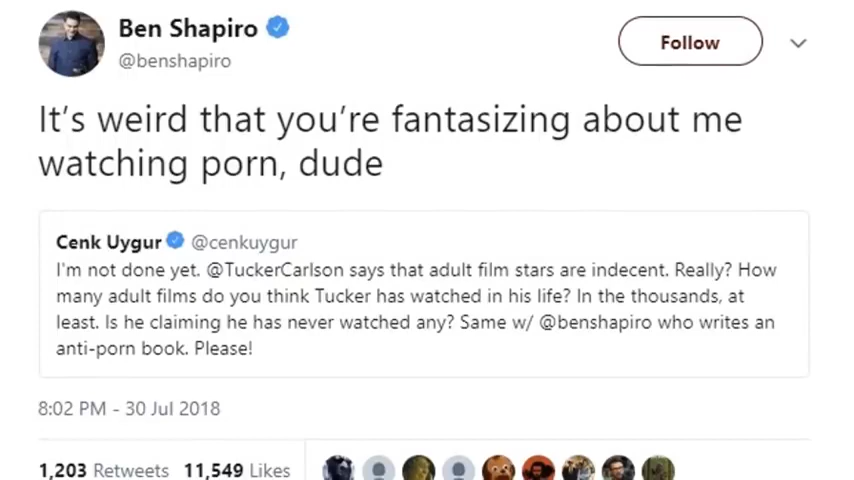 Ben Shapiro
@benshapiro
Follow
It's weird that you're fantasizing about me
watching porn, dude
Cenk Uygur @cenkuygur
I'm not done yet. @TuckerCarlson says that adult film stars are indecent. Really? How
many adult films do you think Tucker has watched in his life? In the thousands, at
least. Is he claiming he has never watched any? Same w/ @benshapiro who writes an
anti-porn book. Please!
8:02 PM - 30 Jul 2018
1,203 Retweets 11,549 Likes